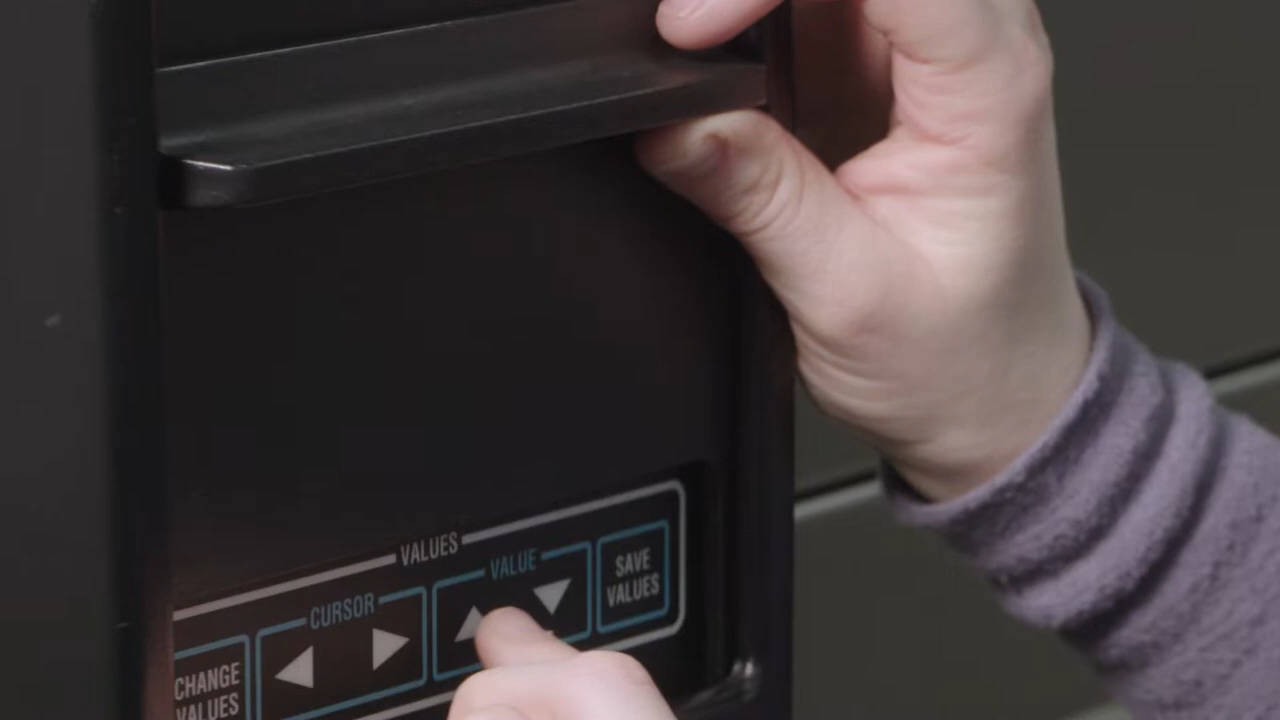 VALUES
CURSOR
VALUE
SAVE
VALUES
CHANGE
VALUES